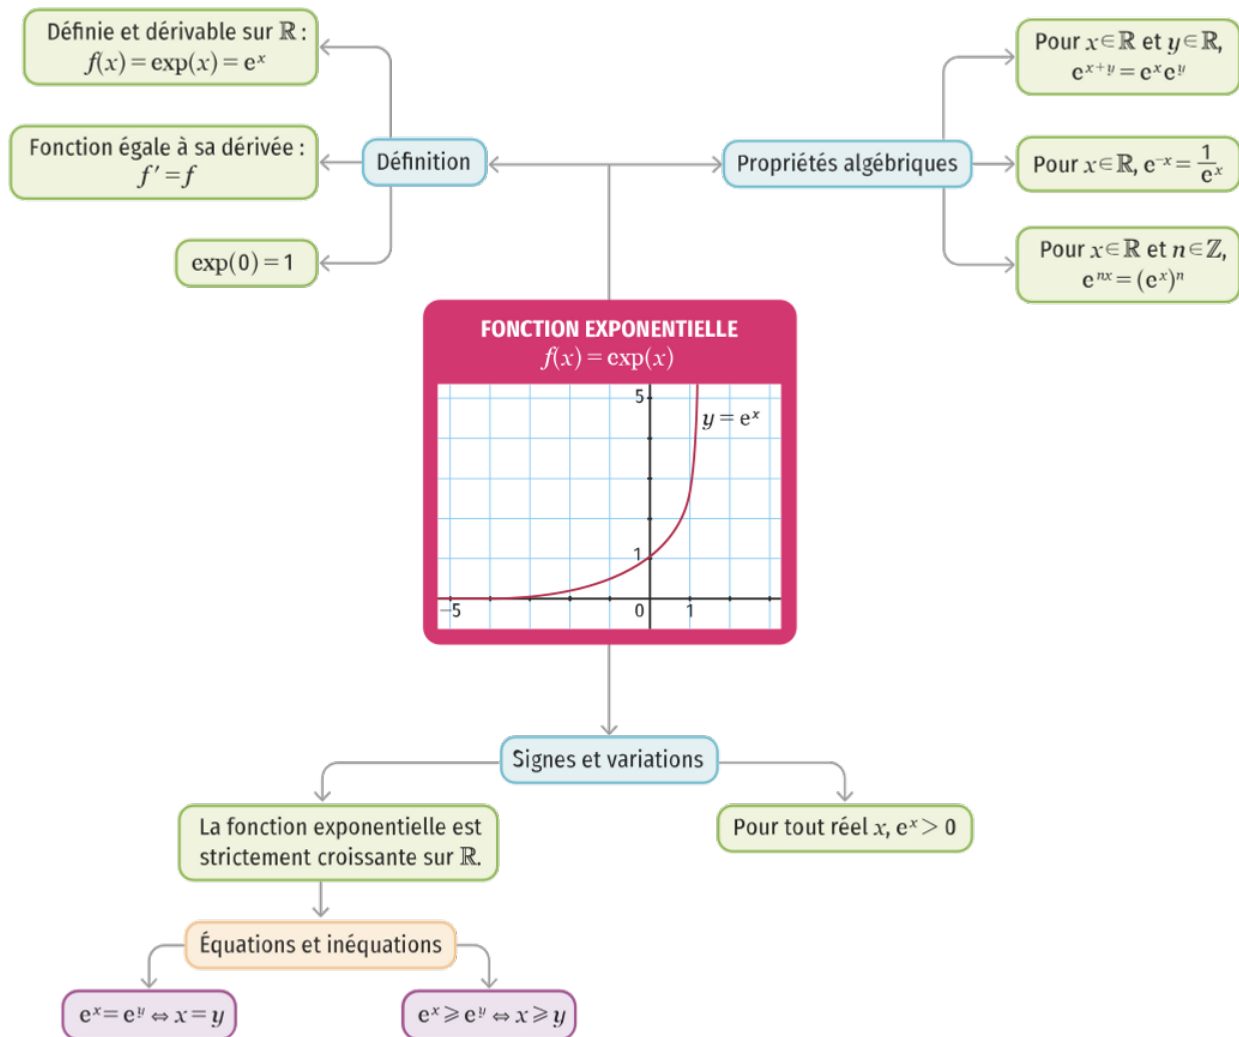 Définie et dérivable sur ℝ :
f(x) = exp(x) = eˣ
Fonction égale à sa dérivée :
f′ = f
exp(0) = 1
Définition
Propriétés algébriques
Pour x ∈ ℝ et y ∈ ℝ,
eˣ⁺ʸ = eˣeʸ
Pour x ∈ ℝ, e⁻ˣ = 1/eˣ
Pour x ∈ ℝ et n ∈ ℤ,
eⁿˣ = (eˣ)ⁿ
FONCTION EXPONENTIELLE
f(x) = exp(x)
5
y = eˣ
1
−5
0
1
Signes et variations
La fonction exponentielle est
strictement croissante sur ℝ.
Pour tout réel x, eˣ > 0
Équations et inéquations
eˣ = eʸ ⇔ x = y
eˣ ⩾ eʸ ⇔ x ⩾ y